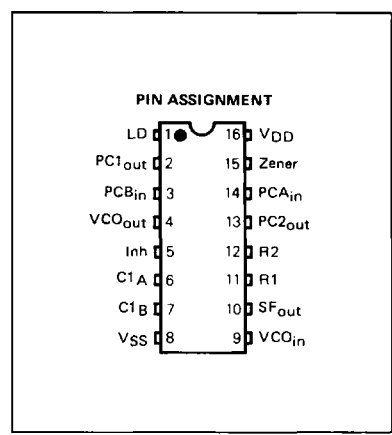 PIN ASSIGNMENT
LD 1 16 VDD
PC1out 2 15 Zener
PCBin 3 14 PCAin
VCOout 4 13 PC2out
Inh 5 12 R2
C1A 6 11 R1
C1B 7 10 SFout
VSS 8 9 VCOin